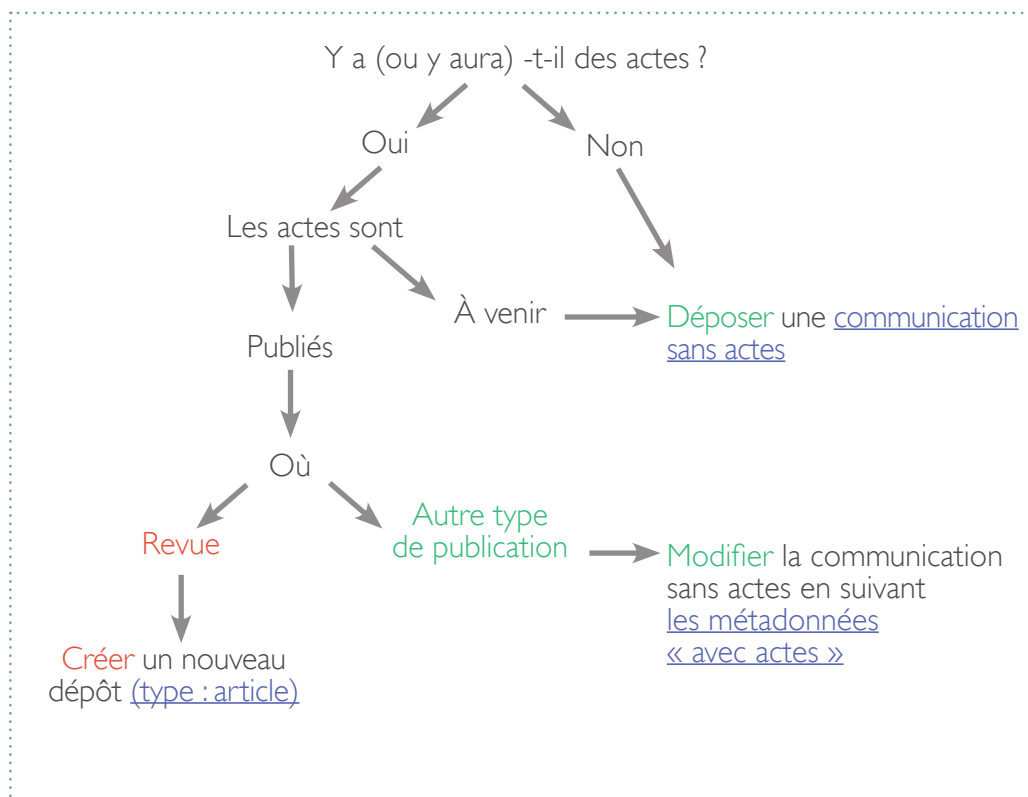 Y a (ou y aura) -t-il des actes ?
Oui
Non
Les actes sont
À venir
Déposer une communication
sans actes
Publiés
Où
Revue
Autre type
de publication
Modifier la communication
sans actes en suivant
les métadonnées
« avec actes »
Créer un nouveau
dépôt (type : article)